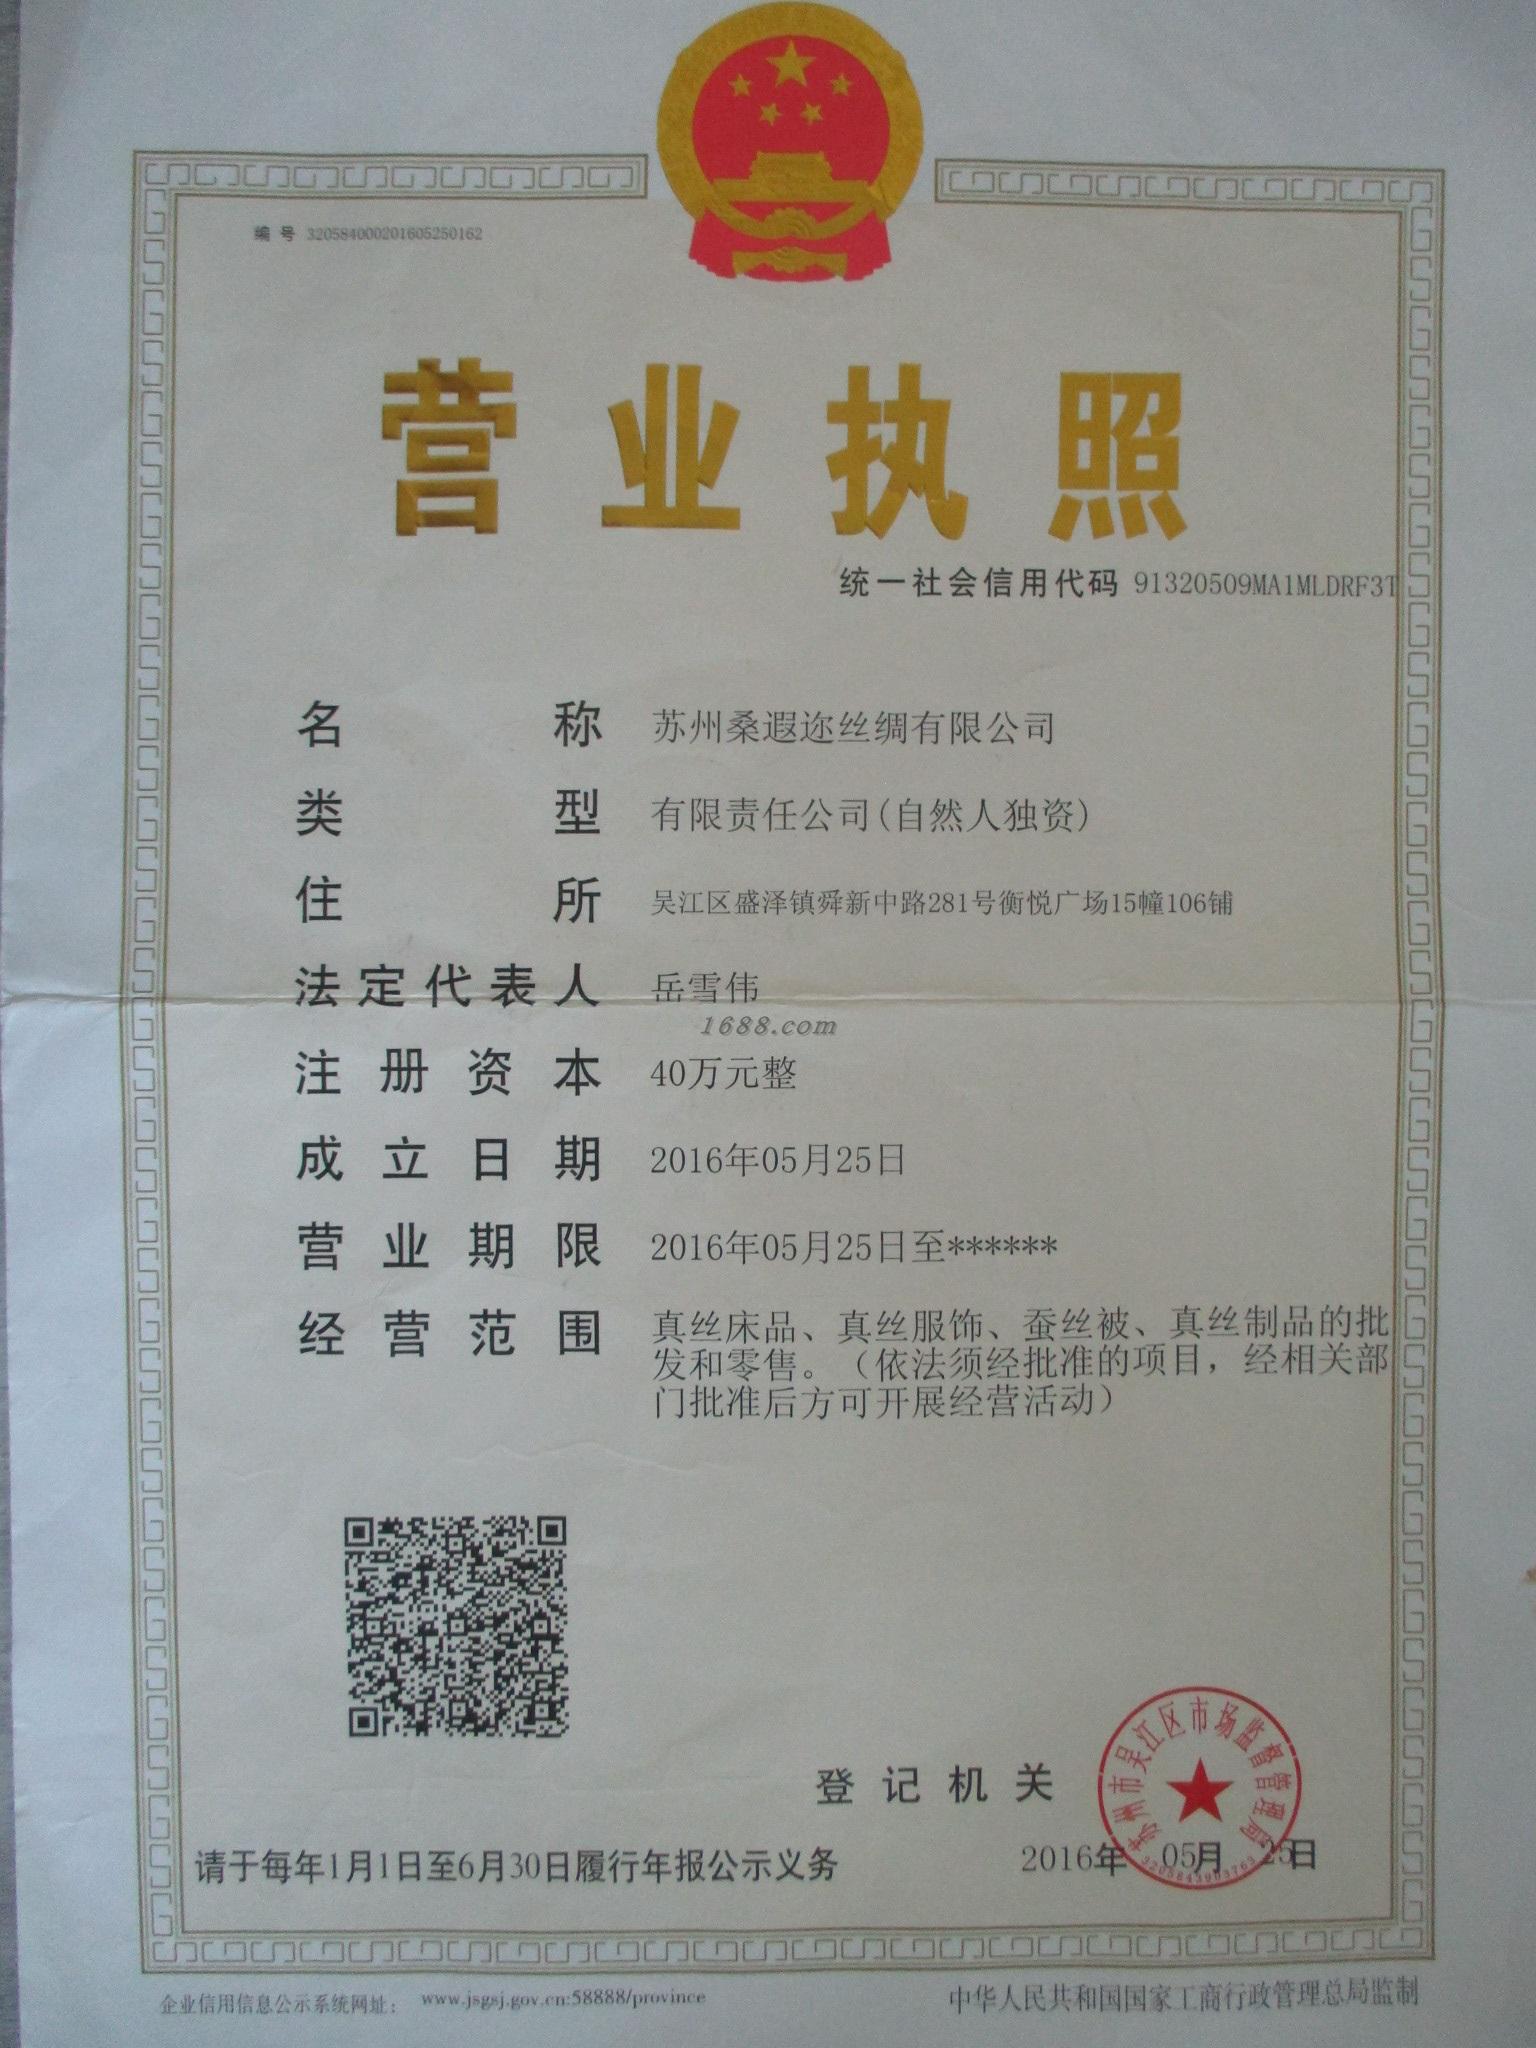 编号 320584000201605250162
营业执照
统一社会信用代码 91320509MA1MLDRF3T
名称 苏州桑遐迩丝绸有限公司
类型 有限责任公司(自然人独资)
住所 吴江区盛泽镇舜新中路281号衡悦广场15幢106铺
法定代表人 岳雪伟
1688.com
注册资本 40万元整
成立日期 2016年05月25日
营业期限 2016年05月25日至******
经营范围 真丝床品、真丝服饰、蚕丝被、真丝制品的批
发和零售。（依法须经批准的项目，经相关部
门批准后方可开展经营活动）
登记机关
苏州市吴江区市场监督管理局
请于每年1月1日至6月30日履行年报公示义务
2016年 05月 25日
企业信用信息公示系统网址： www.jsgsj.gov.cn:58888/province
中华人民共和国国家工商行政管理总局监制